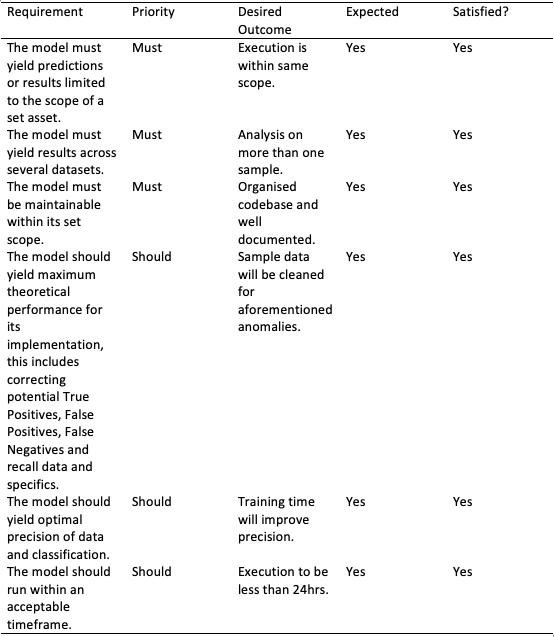 Requirement Priority Desired Expected Satisfied?
Outcome
The model must Must Execution is Yes Yes
yield predictions within same
or results limited scope.
to the scope of a
set asset.
The model must Must Analysis on Yes Yes
yield results across more than one
several datasets. sample.
The model must Must Organised Yes Yes
be maintainable codebase and
within its set well
scope. documented.
The model should Should Sample data Yes Yes
yield maximum will be cleaned
theoretical for
performance for aforementioned
its anomalies.
implementation,
this includes
correcting
potential True
Positives, False
Positives, False
Negatives and
recall data and
specifics.
The model should Should Training time Yes Yes
yield optimal will improve
precision of data precision.
and classification.
The model should Should Execution to be Yes Yes
run within an less than 24hrs.
acceptable
timeframe.